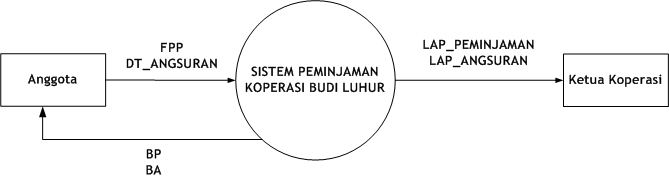 Anggota
FPP
DT_ANGSURAN
SISTEM PEMINJAMAN
KOPERASI BUDI LUHUR
LAP_PEMINJAMAN
LAP_ANGSURAN
Ketua Koperasi
BP
BA